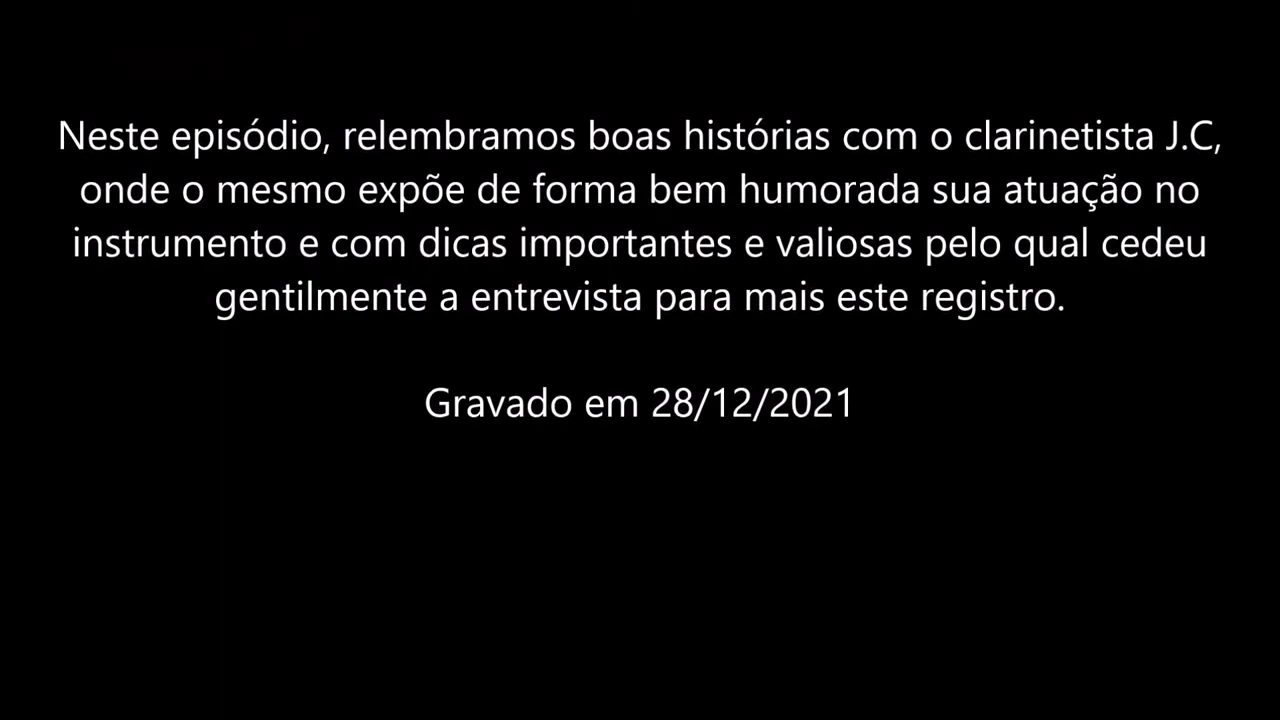 Neste episódio, relembramos boas histórias com o clarinetista J.C,
onde o mesmo expõe de forma bem humorada sua atuação no
instrumento e com dicas importantes e valiosas pelo qual cedeu
gentilmente a entrevista para mais este registro.
Gravado em 28/12/2021